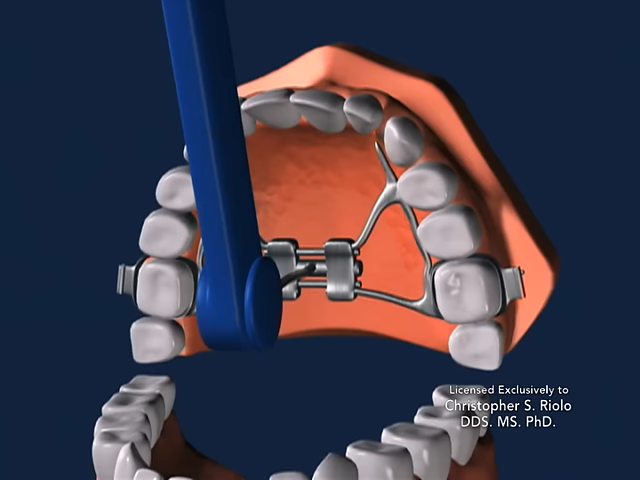 Licensed Exclusively to
Christopher S. Riolo
DDS. MS. PhD.